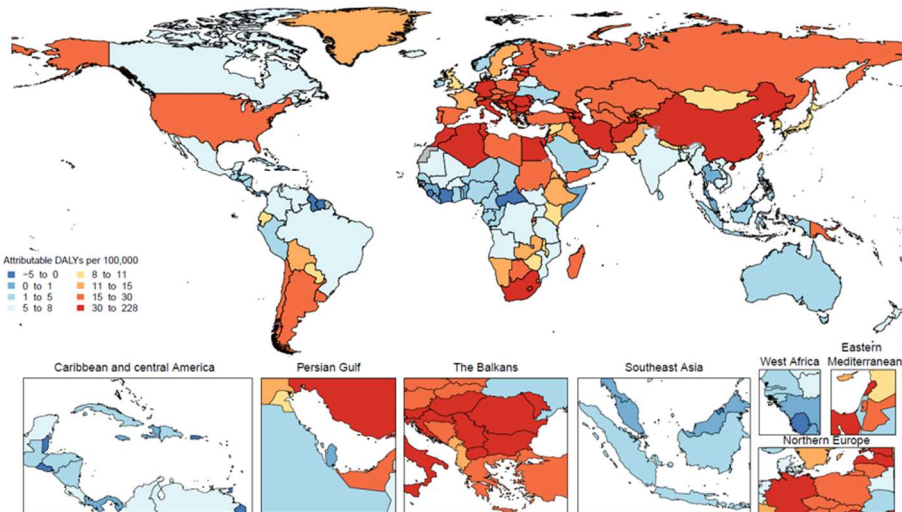 Attributable DALYs per 100,000
−5 to 0
0 to 1
1 to 5
5 to 8
8 to 11
11 to 15
15 to 30
30 to 228
Caribbean and central America
Persian Gulf
The Balkans
Southeast Asia
West Africa
Eastern
Mediterranean
Northern Europe